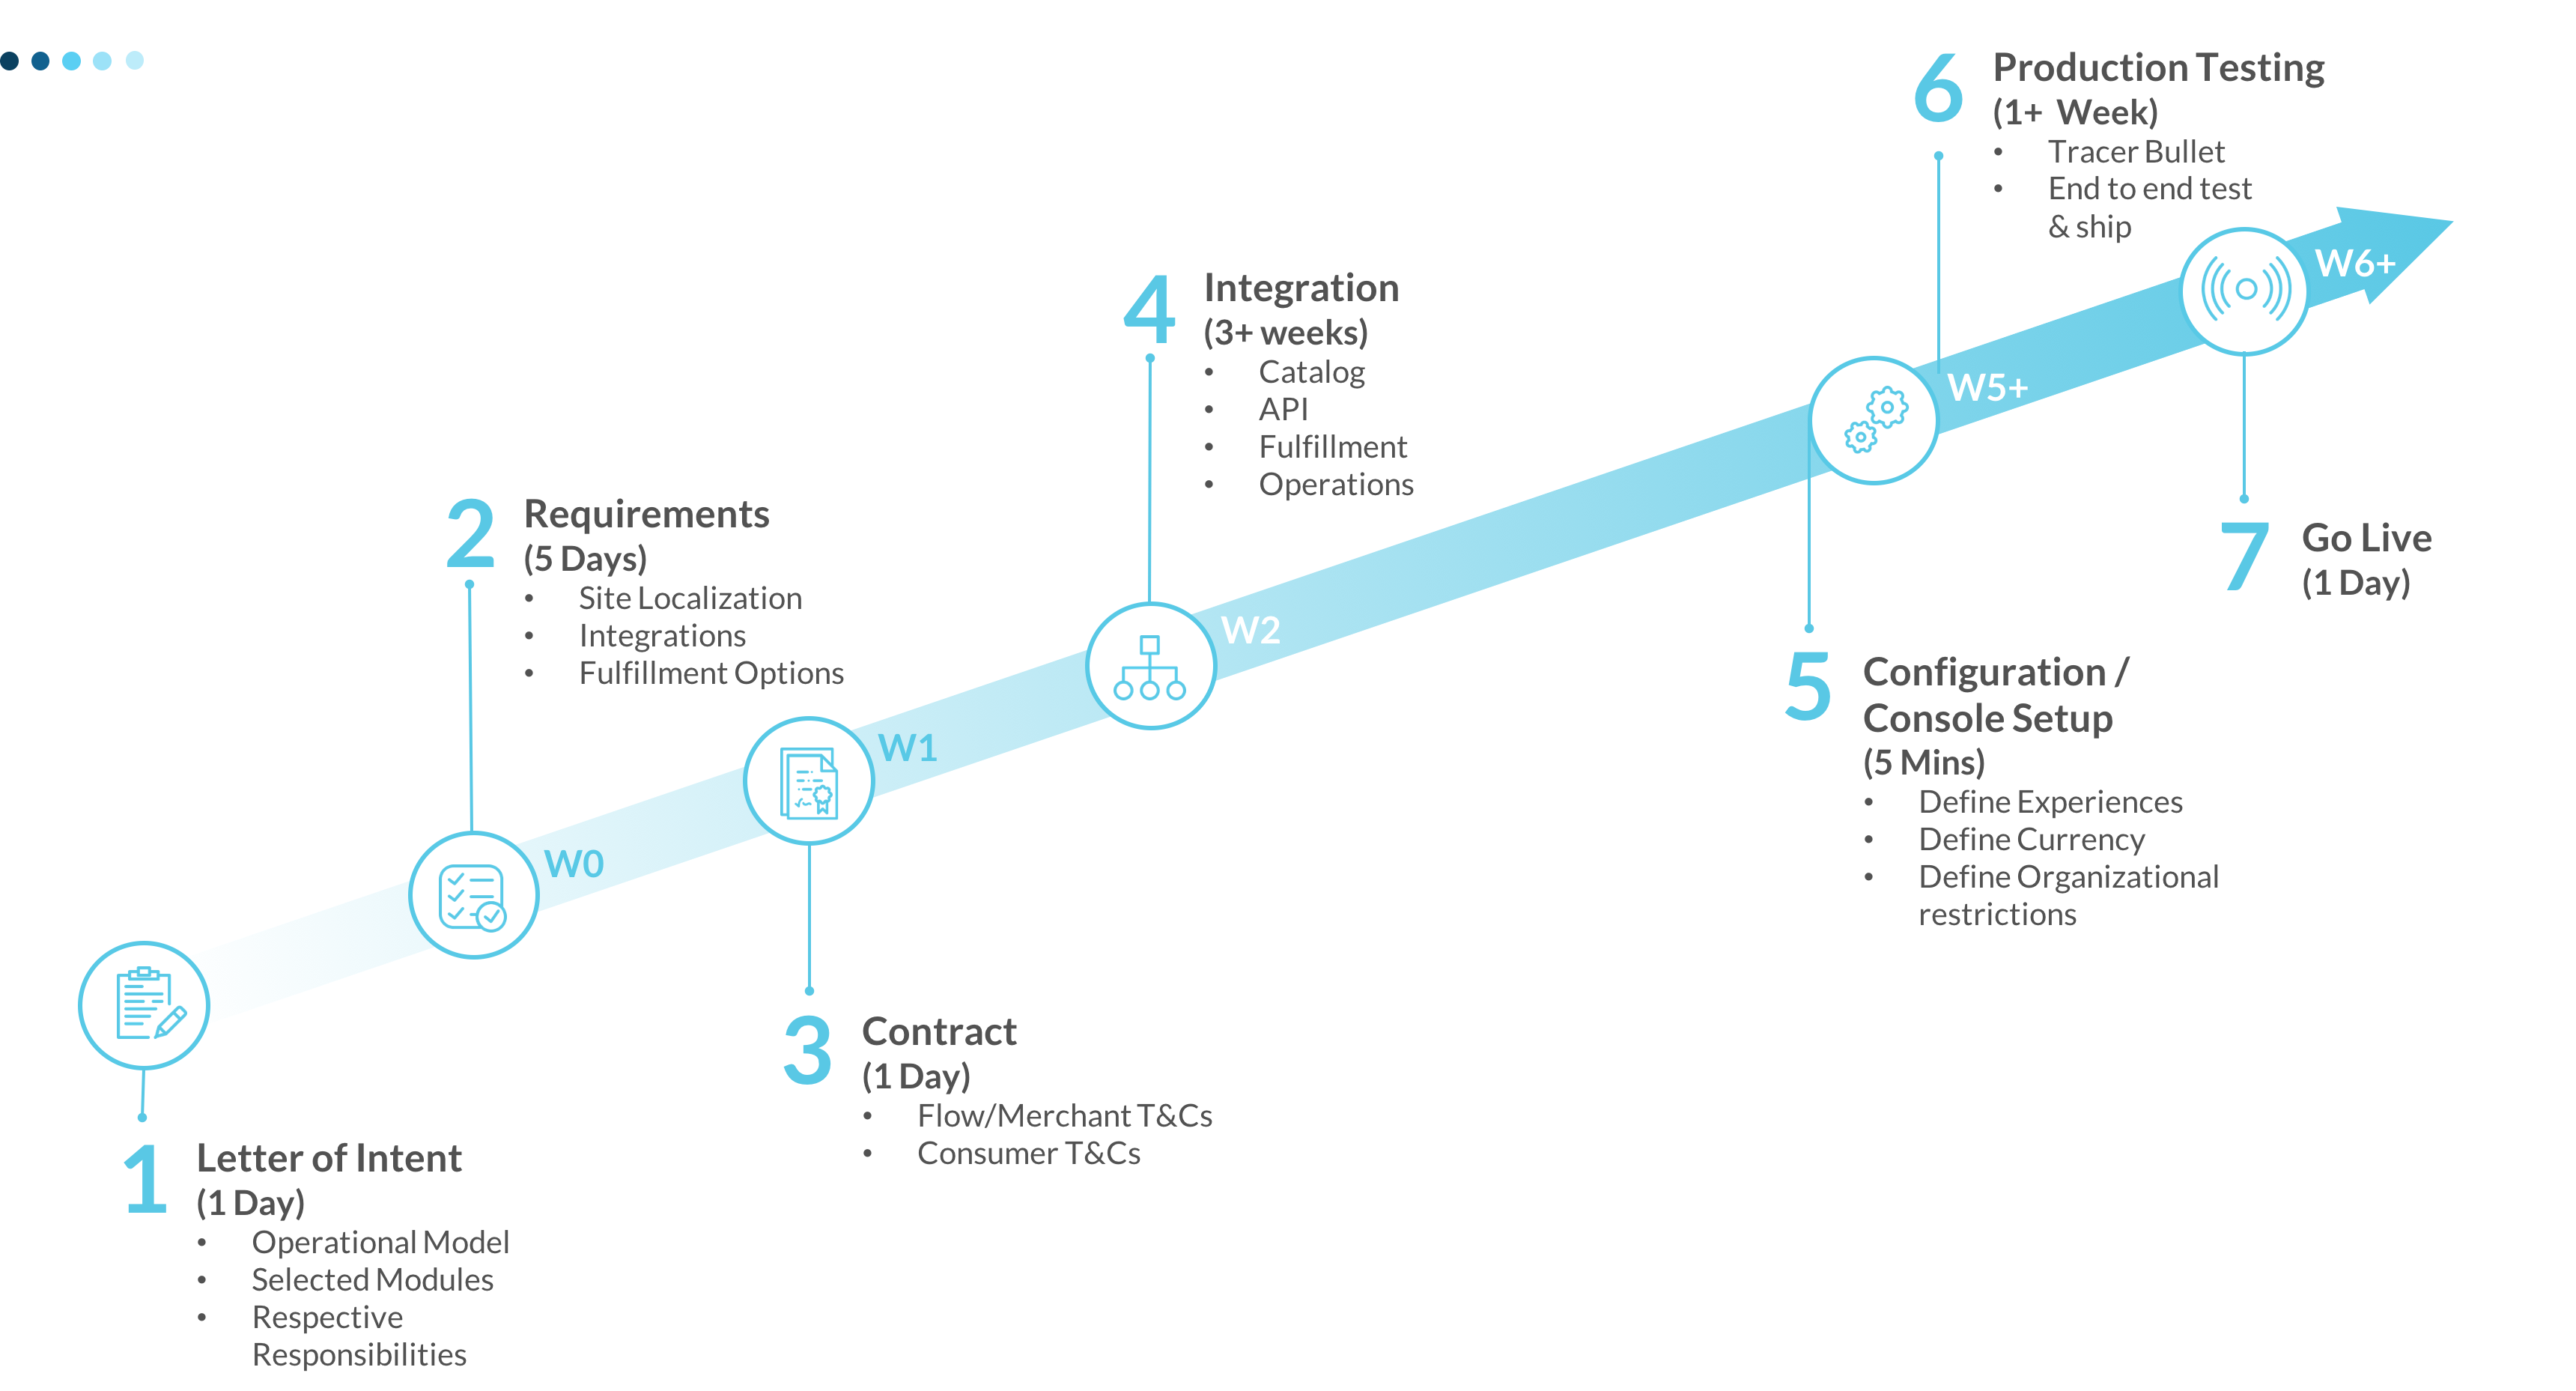 1
Letter of Intent
(1 Day)
• Operational Model
• Selected Modules
• Respective
Responsibilities
2
Requirements
(5 Days)
• Site Localization
• Integrations
• Fulfillment Options
W0
3
Contract
(1 Day)
• Flow/Merchant T&Cs
• Consumer T&Cs
W1
4
Integration
(3+ weeks)
• Catalog
• API
• Fulfillment
• Operations
W2
5
Configuration /
Console Setup
(5 Mins)
• Define Experiences
• Define Currency
• Define Organizational
restrictions
6
Production Testing
(1+ Week)
• Tracer Bullet
• End to end test
& ship
W5+
7
Go Live
(1 Day)
W6+